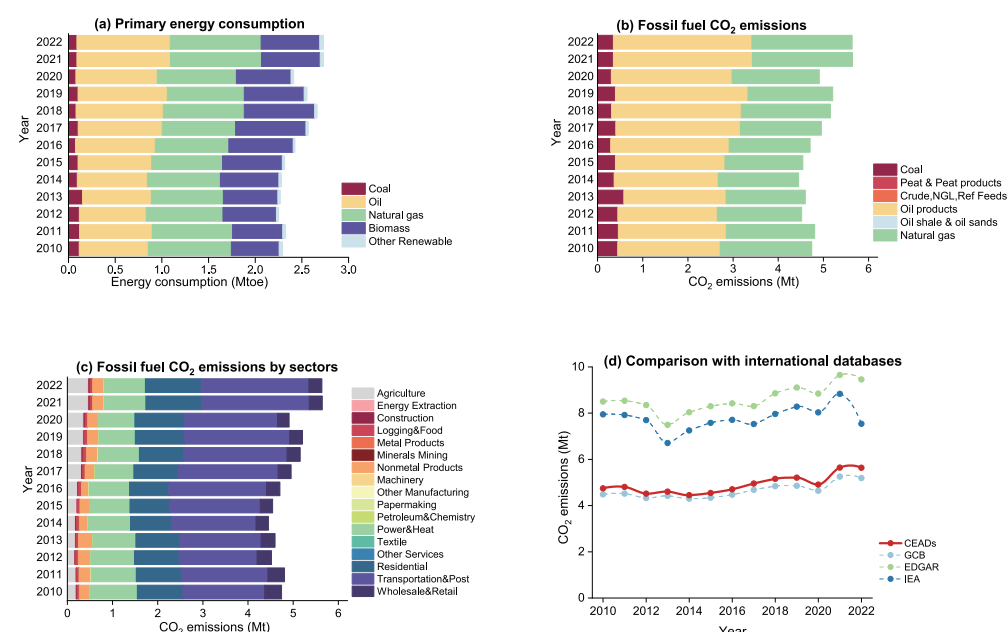 (a) Primary energy consumption
Year
2022
2021
2020
2019
2018
2017
2016
2015
2014
2013
2012
2011
2010
0.0 0.5 1.0 1.5 2.0 2.5 3.0
Energy consumption (Mtoe)
Coal
Oil
Natural gas
Biomass
Other Renewable
(b) Fossil fuel CO₂ emissions
Year
2022
2021
2020
2019
2018
2017
2016
2015
2014
2013
2012
2011
2010
0 1 2 3 4 5 6
CO₂ emissions (Mt)
Coal
Peat & Peat products
Crude,NGL,Ref Feeds
Oil products
Oil shale & oil sands
Natural gas
(c) Fossil fuel CO₂ emissions by sectors
Year
2022
2021
2020
2019
2018
2017
2016
2015
2014
2013
2012
2011
2010
0 1 2 3 4 5 6
CO₂ emissions (Mt)
Agriculture
Energy Extraction
Construction
Logging&Food
Metal Products
Minerals Mining
Nonmetal Products
Machinery
Other Manufacturing
Papermaking
Petroleum&Chemistry
Power&Heat
Textile
Other Services
Residential
Transportation&Post
Wholesale&Retail
(d) Comparison with international databases
CO₂ emissions (Mt)
10
8
6
4
2
0
2010 2012 2014 2016 2018 2020 2022
Year
CEADs
GCB
EDGAR
IEA